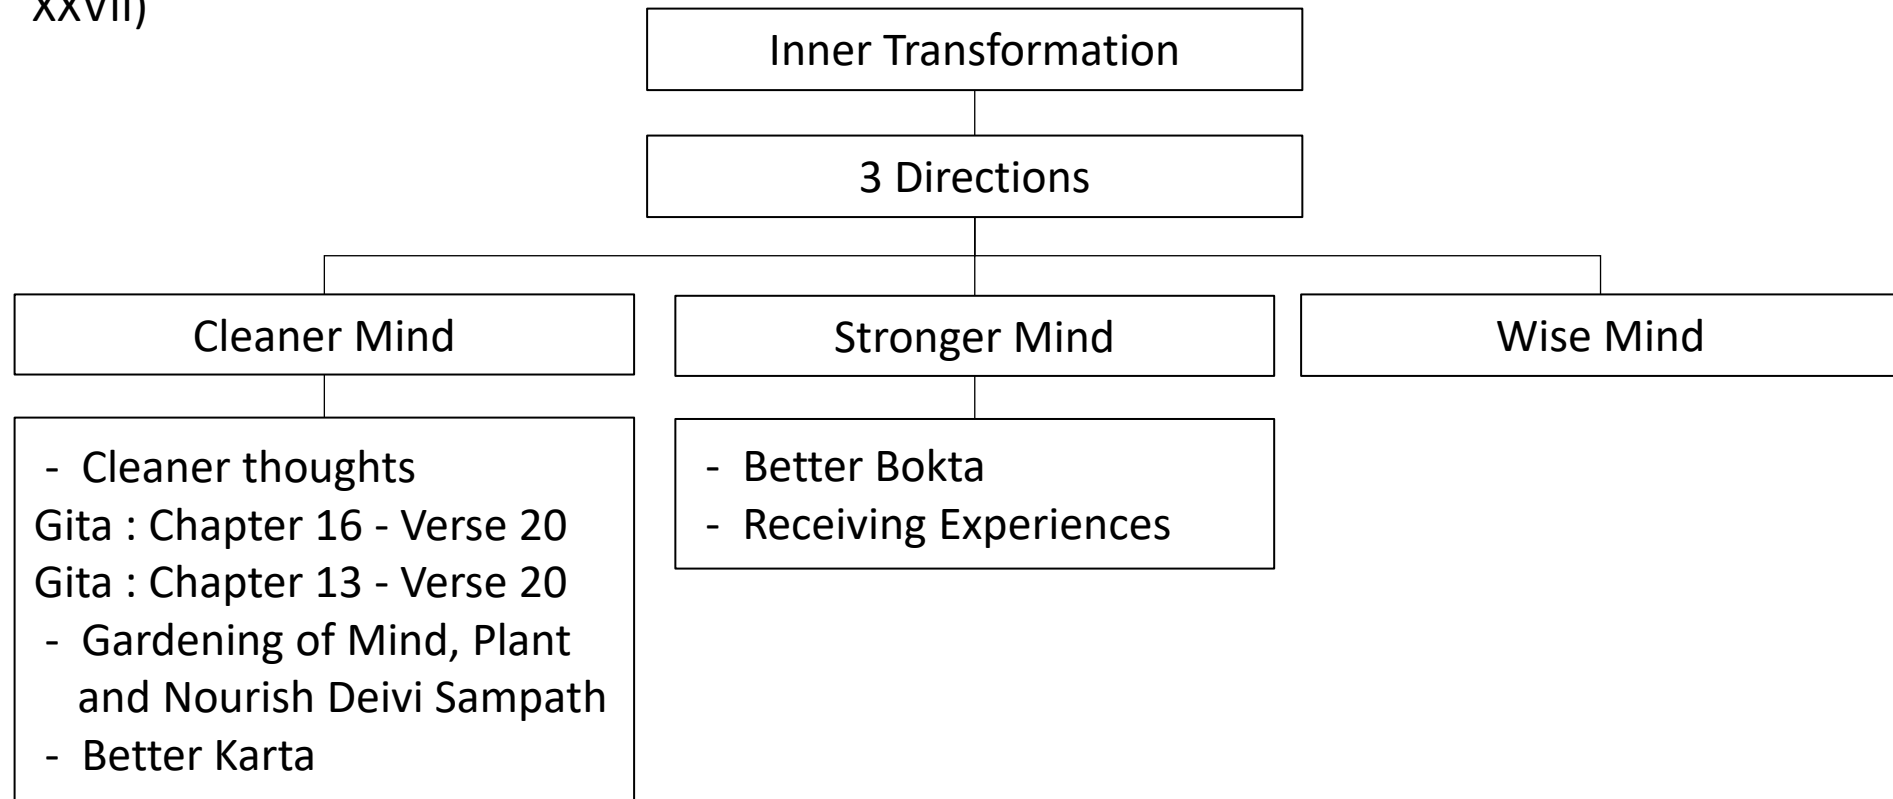 XXVII)
Inner Transformation
3 Directions
Cleaner Mind
Stronger Mind
Wise Mind
- Cleaner thoughts
Gita : Chapter 16 - Verse 20
Gita : Chapter 13 - Verse 20
- Gardening of Mind, Plant
and Nourish Deivi Sampath
- Better Karta
- Better Bokta
- Receiving Experiences